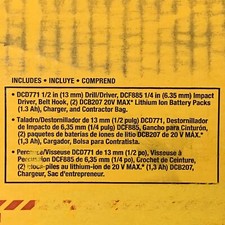 INCLUDES • INCLUYE • COMPREND
• DCD771 1/2 in (13 mm) Drill/Driver, DCF885 1/4 in (6.35 mm) Impact
Driver, Belt Hook, (2) DCB207 20V MAX* Lithium Ion Battery Packs
(1.3 Ah), Charger, and Contractor Bag.
• Taladro/Destornillador de 13 mm (1/2 pulg) DCD771, Destornillador
de Impacto de 6,35 mm (1/4 pulg) DCF885, Gancho para Cinturón,
(2) paquetes de baterías de iones de litio DCB207 de 20V MAX*
(1,3 Ah), Cargador, Bolsa para Contratista.
• Perceuse/Visseuse DCD771 de 13 mm (1/2 po), Visseuse à
Percussion DCF885 de 6,35 mm (1/4 po), Crochet de Ceinture,
(2) blocs-piles au lithium-ion de 20V MAX* (1,3 Ah) DCB207,
Chargeur, Sac d'entrepreneur.